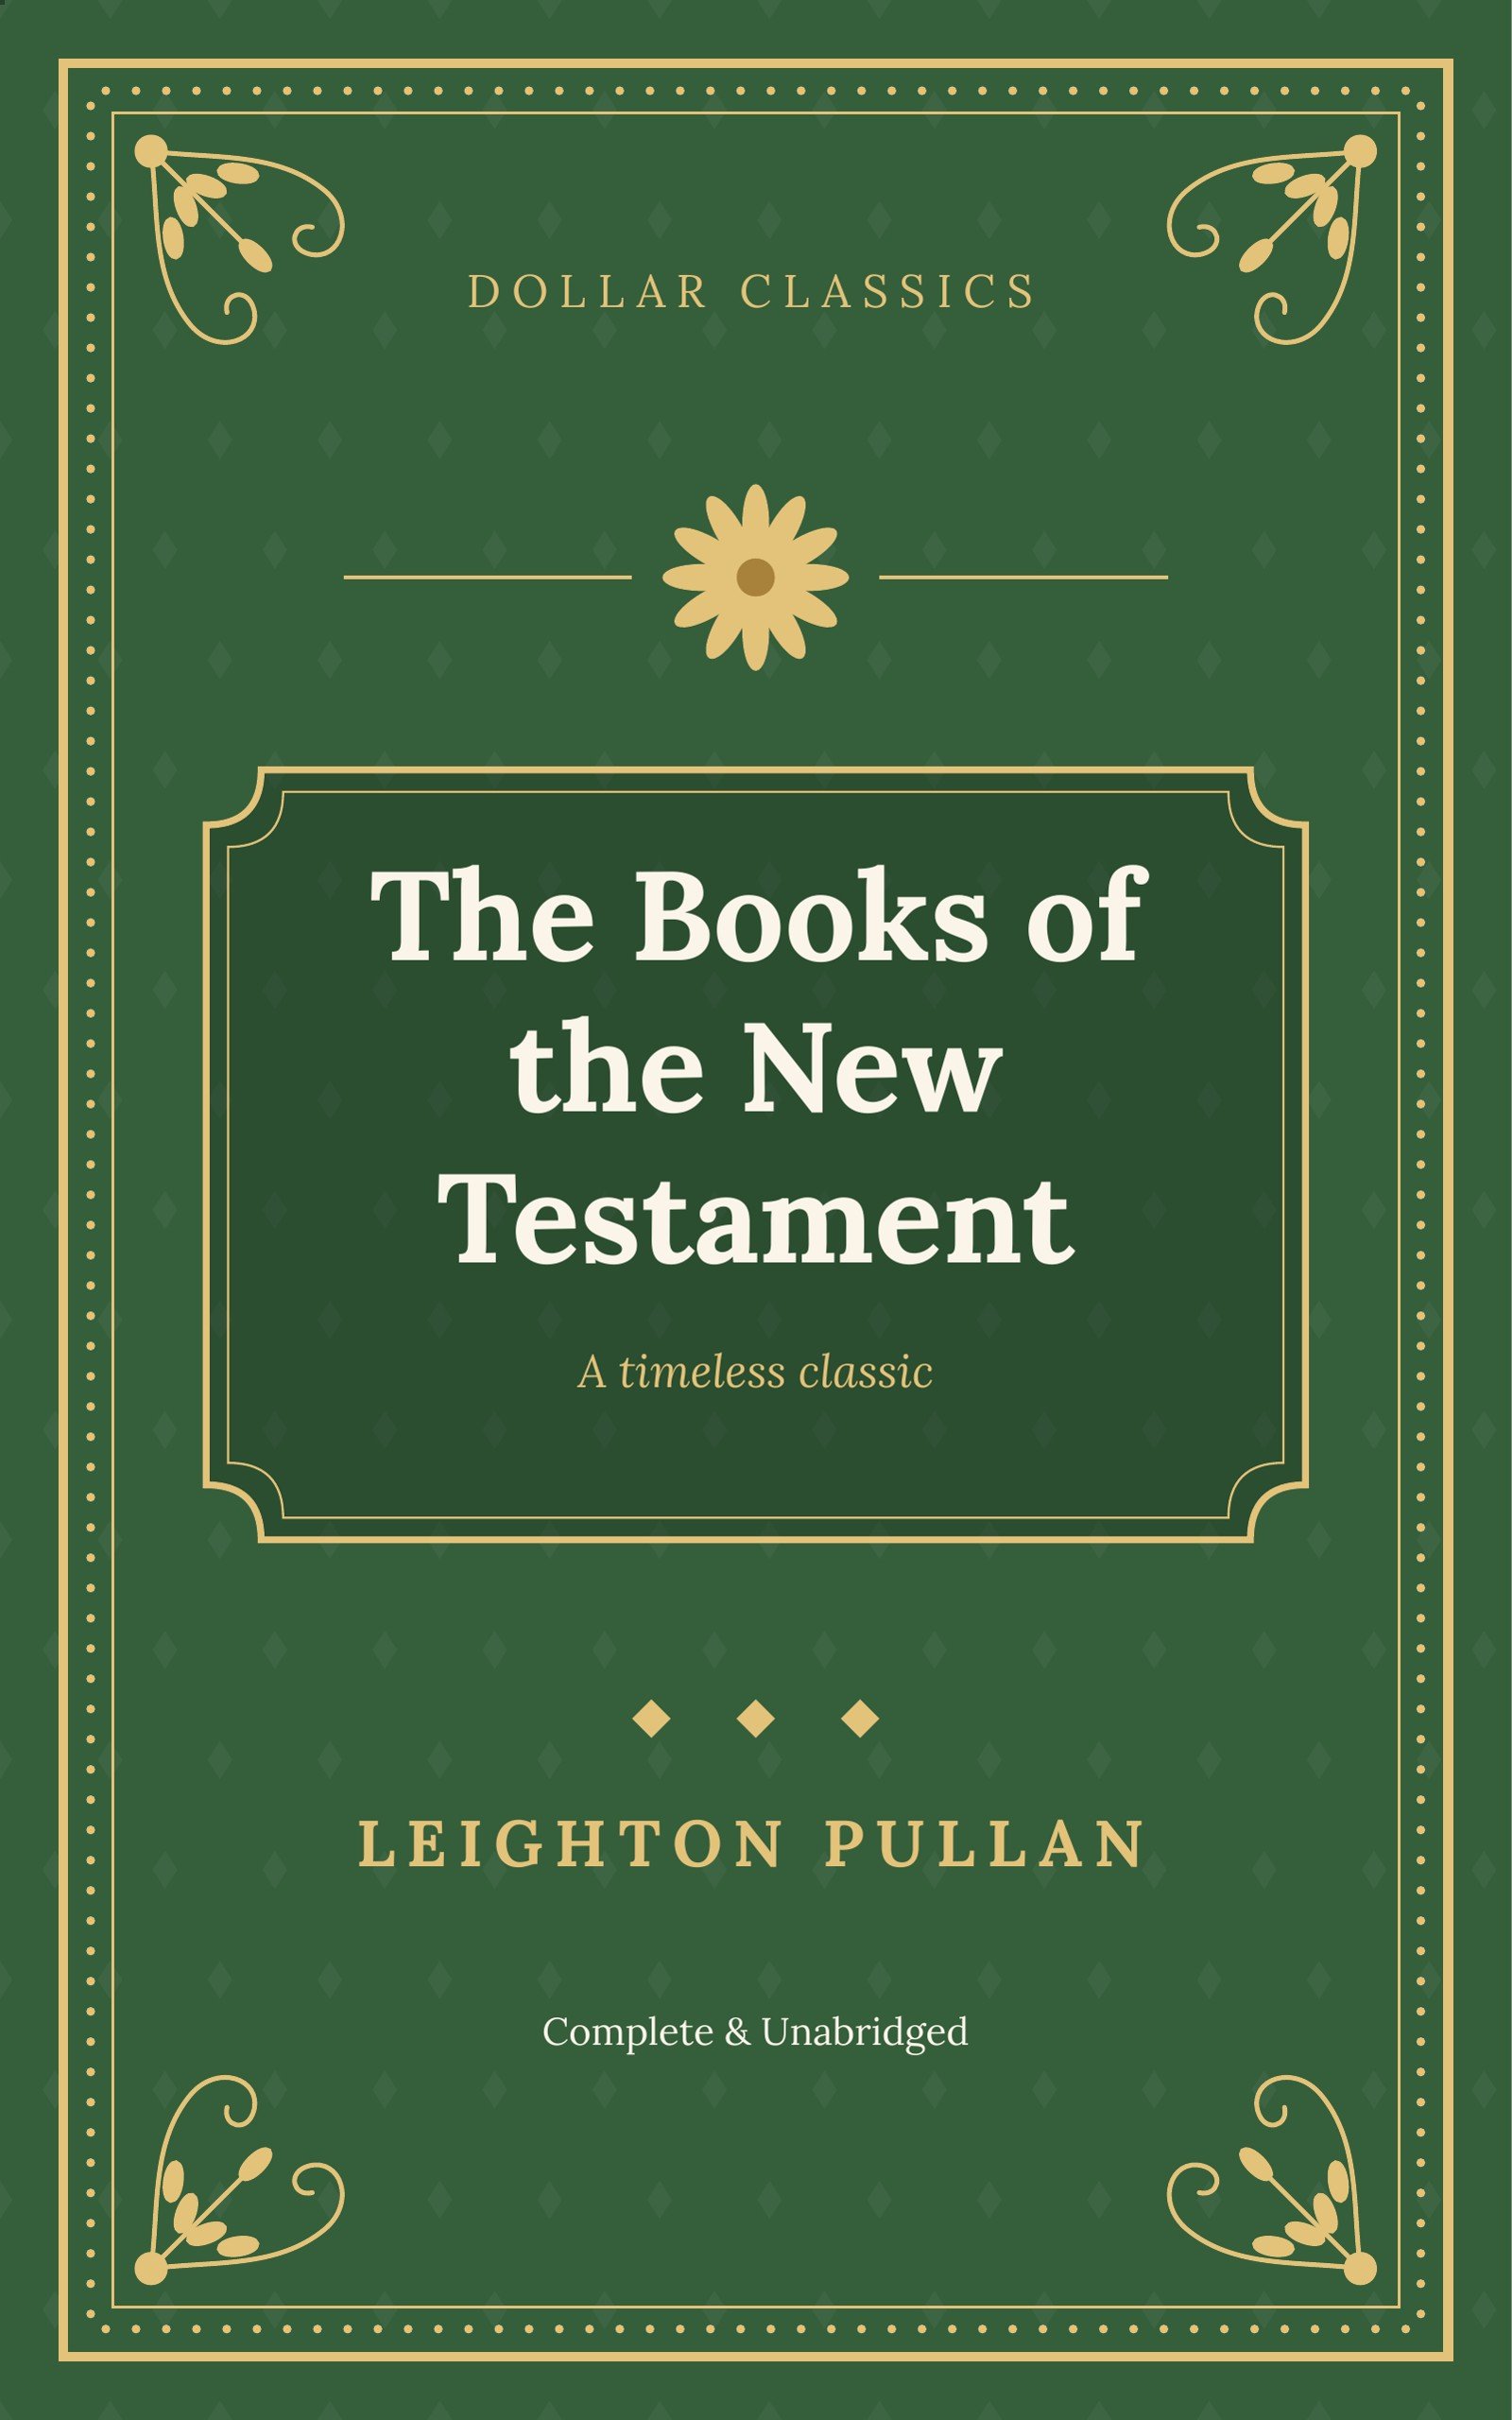 DOLLAR CLASSICS
The Books of
the New
Testament
A timeless classic
LEIGHTON PULLAN
Complete & Unabridged